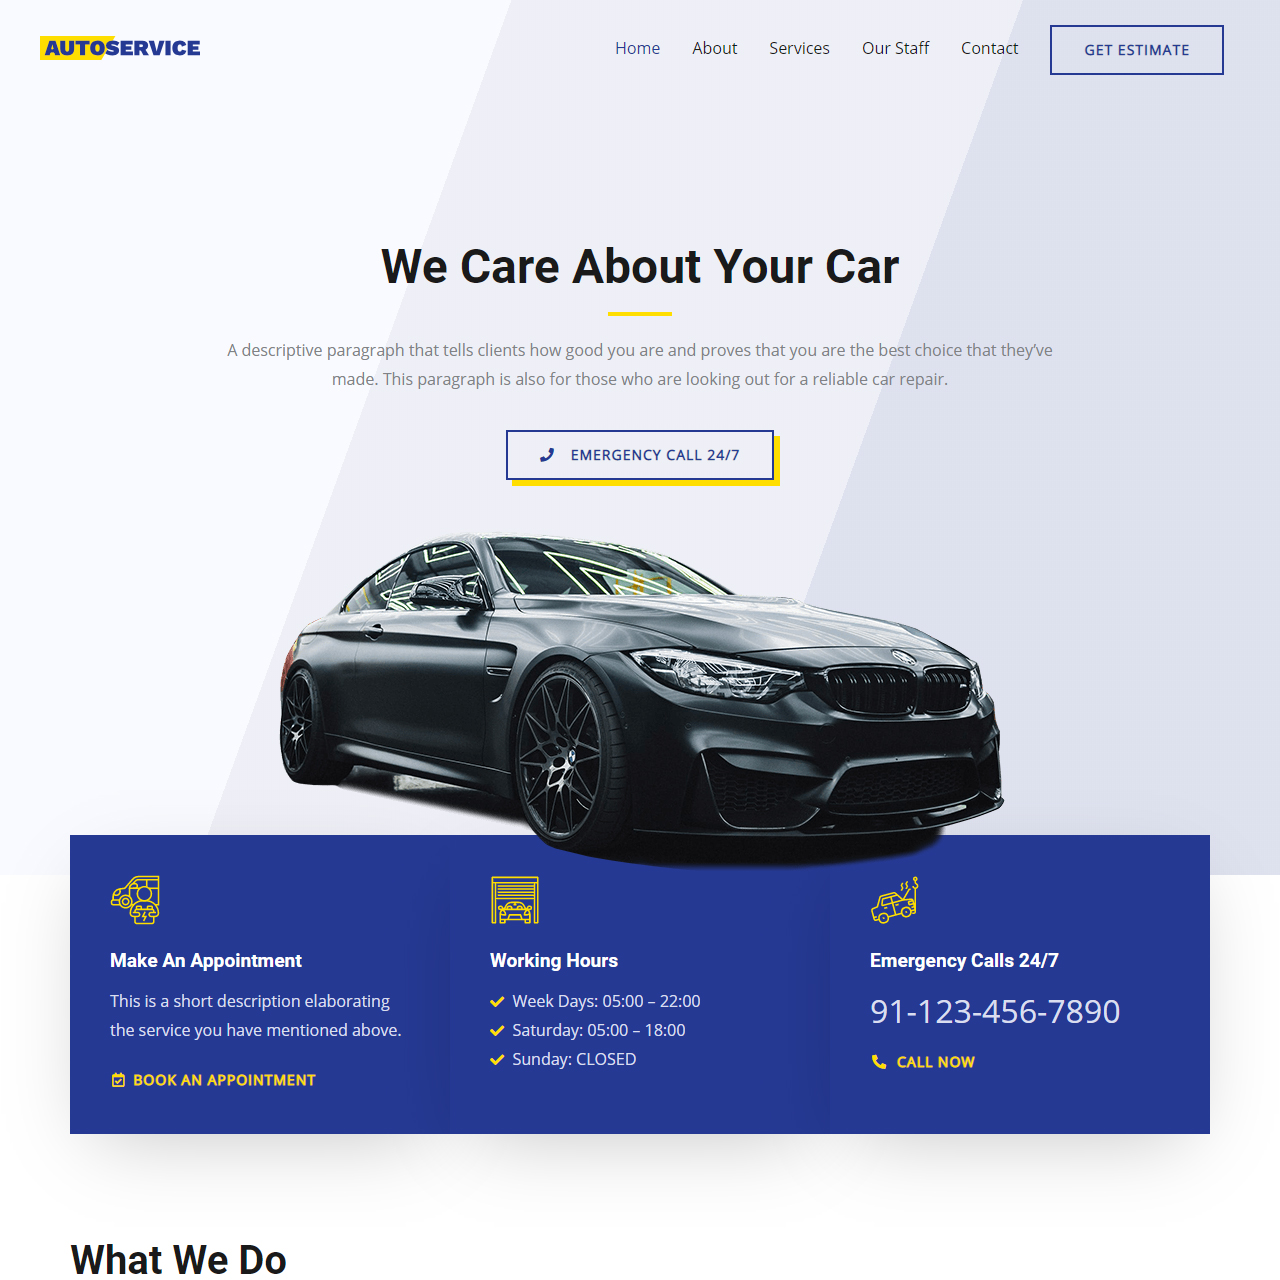 AUTOSERVICE
Home
About
Services
Our Staff
Contact
GET ESTIMATE
We Care About Your Car
A descriptive paragraph that tells clients how good you are and proves that you are the best choice that they’ve
made. This paragraph is also for those who are looking out for a reliable car repair.
EMERGENCY CALL 24/7
Make An Appointment
This is a short description elaborating
the service you have mentioned above.
BOOK AN APPOINTMENT
Working Hours
Week Days: 05:00 – 22:00
Saturday: 05:00 – 18:00
Sunday: CLOSED
Emergency Calls 24/7
91-123-456-7890
CALL NOW
What We Do